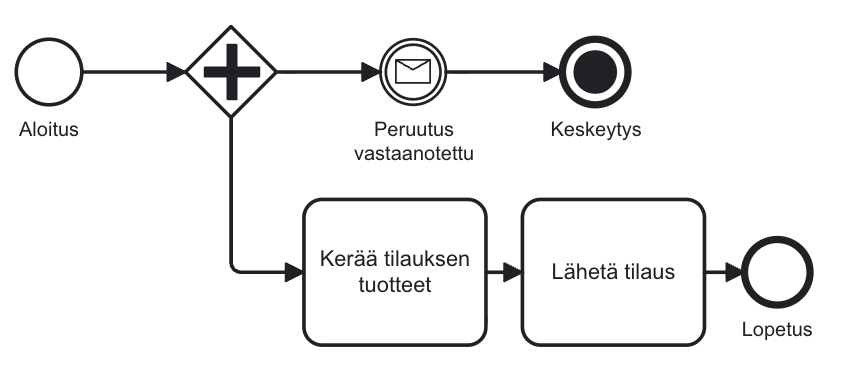 Aloitus
Peruutus
vastaanotettu
Keskeytys
Kerää tilauksen
tuotteet
Lähetä tilaus
Lopetus